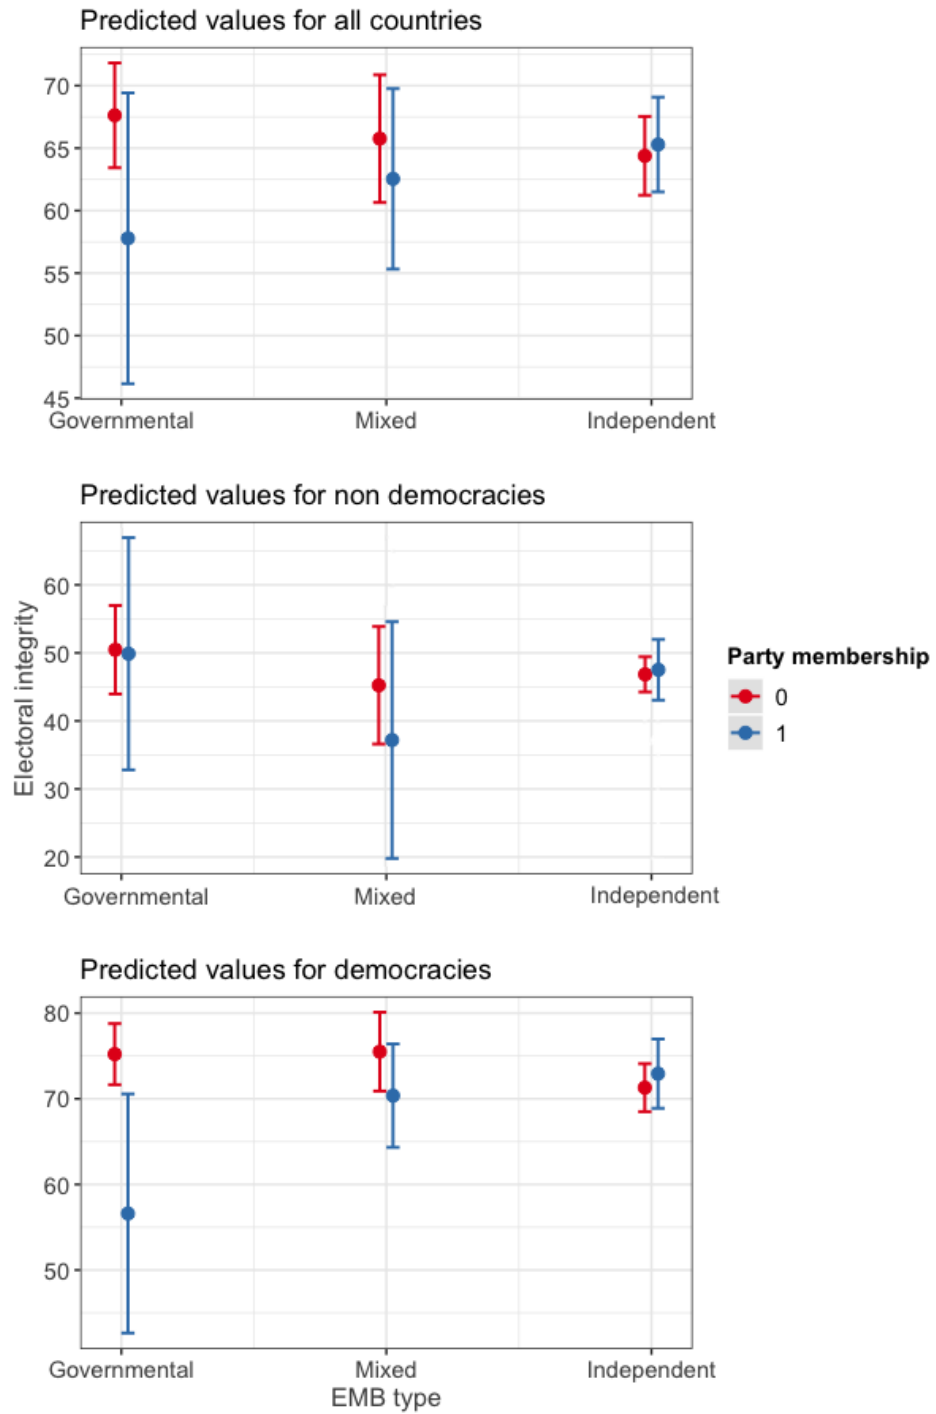 Predicted values for all countries
70
65
60
55
50
45
Governmental Mixed Independent
Predicted values for non democracies
Electoral integrity
60
50
40
30
20
Governmental Mixed Independent
Party membership
0
1
Predicted values for democracies
80
70
60
50
Governmental Mixed Independent
EMB type